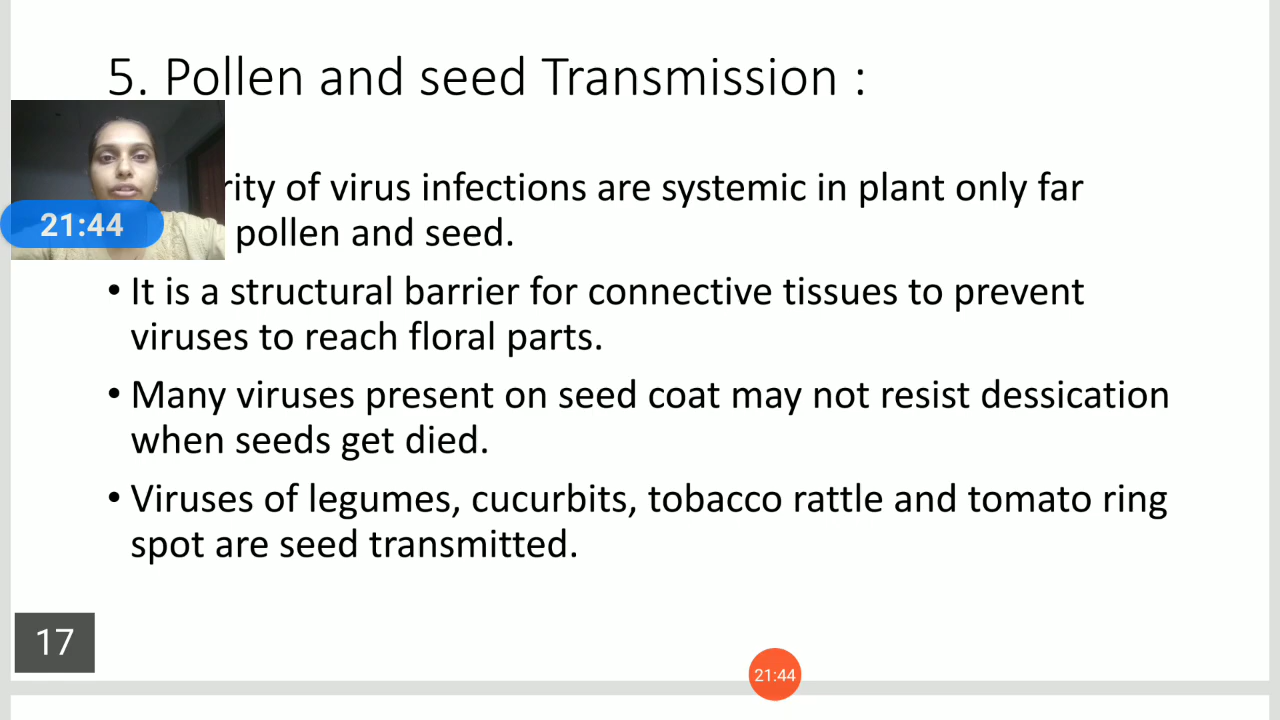 5. Pollen and seed Transmission :
of virus infections are systemic in plant only far
pollen and seed.
• It is a structural barrier for connective tissues to prevent
viruses to reach floral parts.
• Many viruses present on seed coat may not resist dessication
when seeds get died.
• Viruses of legumes, cucurbits, tobacco rattle and tomato ring
spot are seed transmitted.
21:44
17
21:44